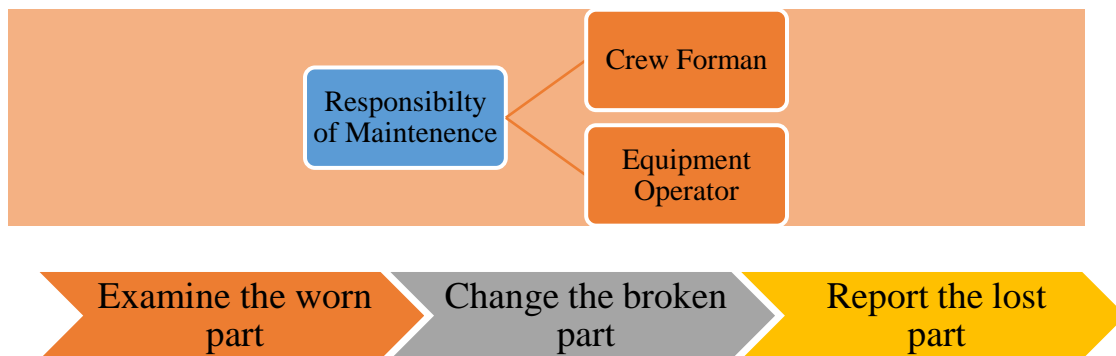 Crew Forman
Responsibilty
of Maintenence
Equipment
Operator
Examine the worn
part
Change the broken
part
Report the lost
part